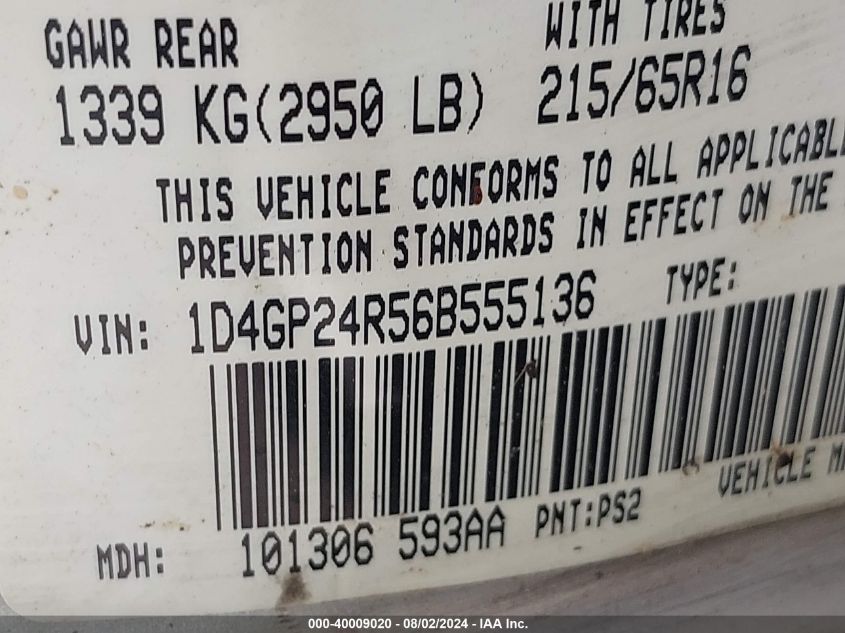 GAWR REAR WITH TIRES
1339 KG(2950 LB) 215/65R16
THIS VEHICLE CONFORMS TO ALL APPLICABLE
PREVENTION STANDARDS IN EFFECT ON THE
VIN: 1D4GP24R56B555136 TYPE:
VEHICLE
MDH: 101306 593AA PNT:PS2
000-40009020 - 08/02/2024 - IAA Inc.